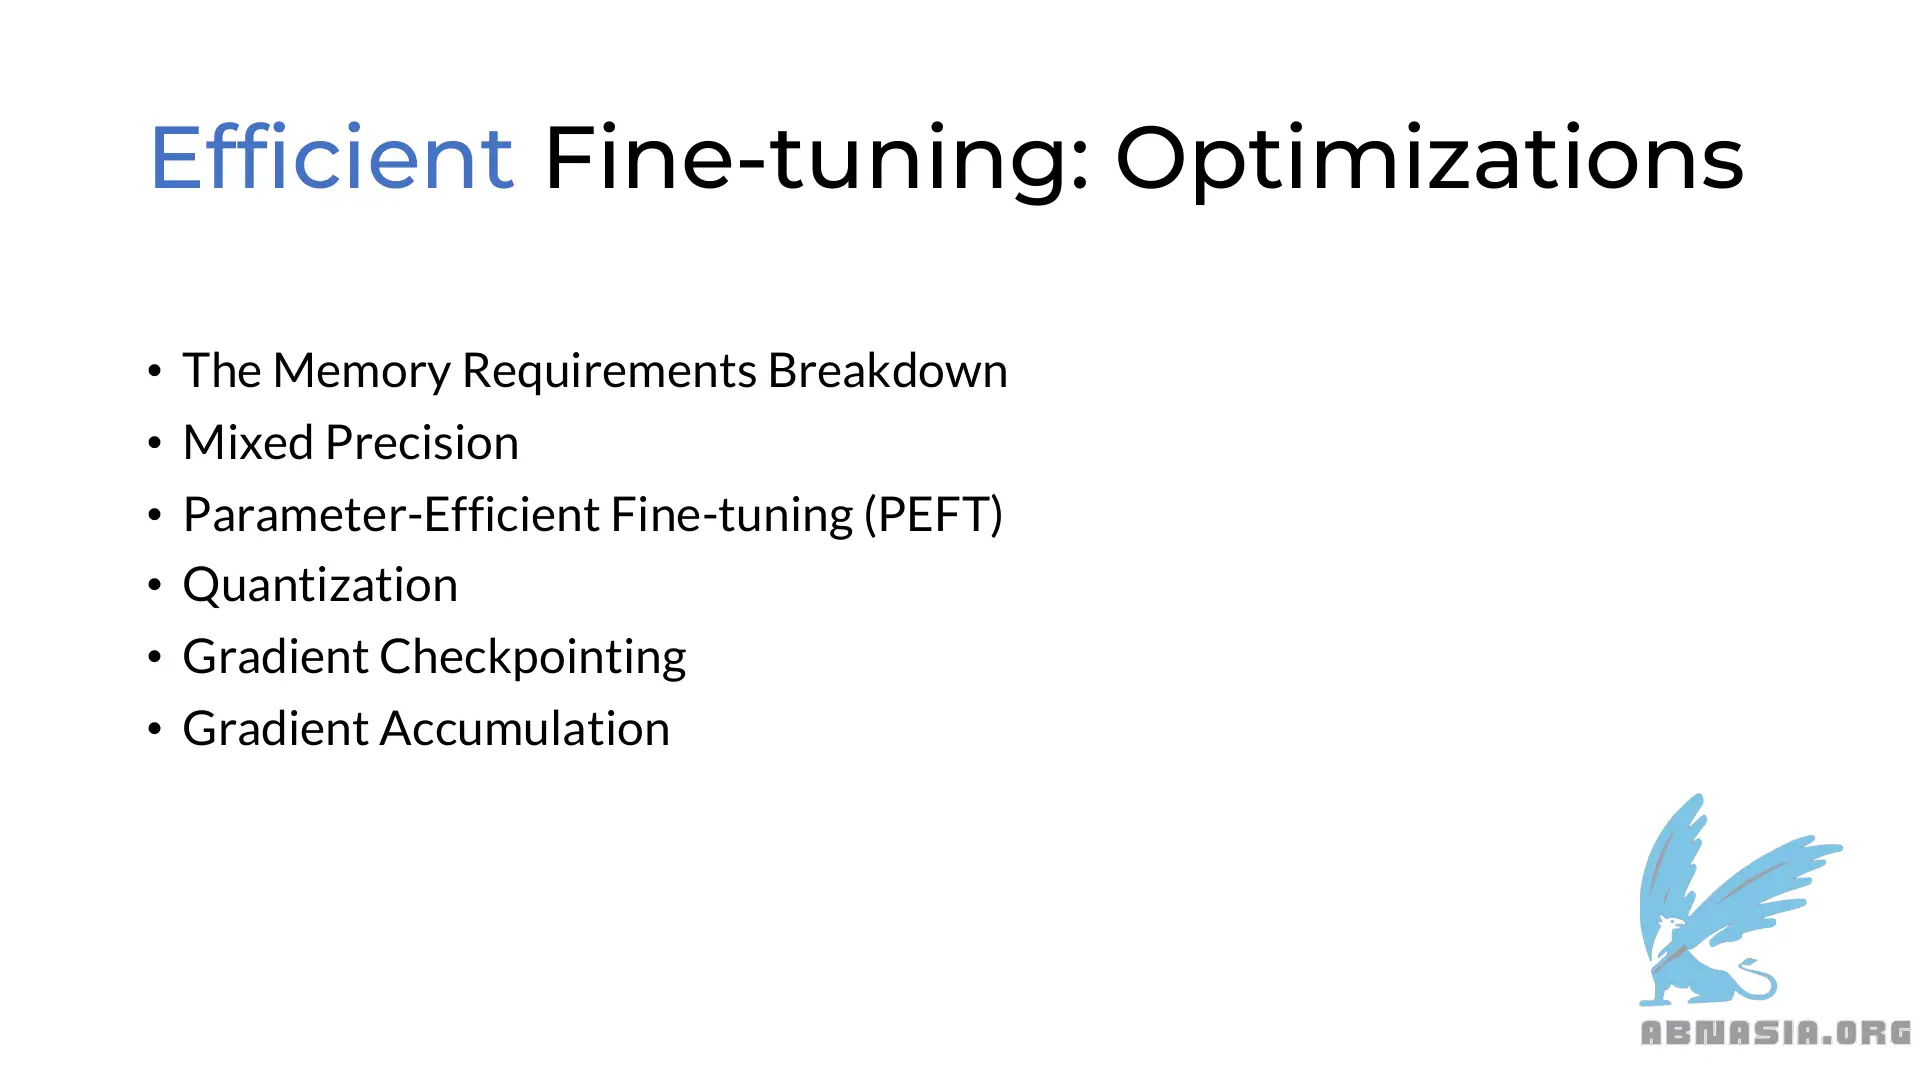 Efficient Fine-tuning: Optimizations
• The Memory Requirements Breakdown
• Mixed Precision
• Parameter-Efficient Fine-tuning (PEFT)
• Quantization
• Gradient Checkpointing
• Gradient Accumulation
ABNASIA.ORG